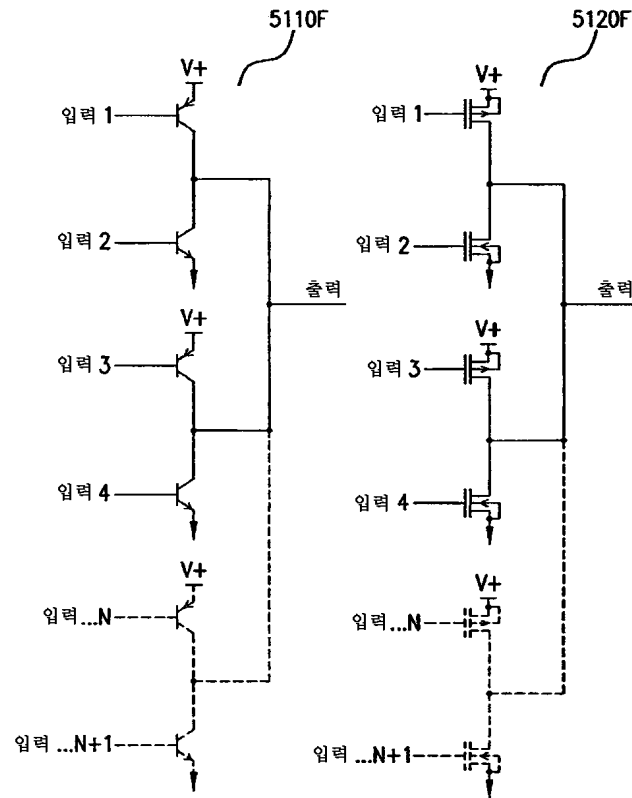 5110F
V+
입력 1
입력 2
출력
V+
입력 3
입력 4
V+
입력 ...N
입력 ...N+1
5120F
V+
입력 1
입력 2
출력
V+
입력 3
입력 4
V+
입력 ...N
입력 ...N+1